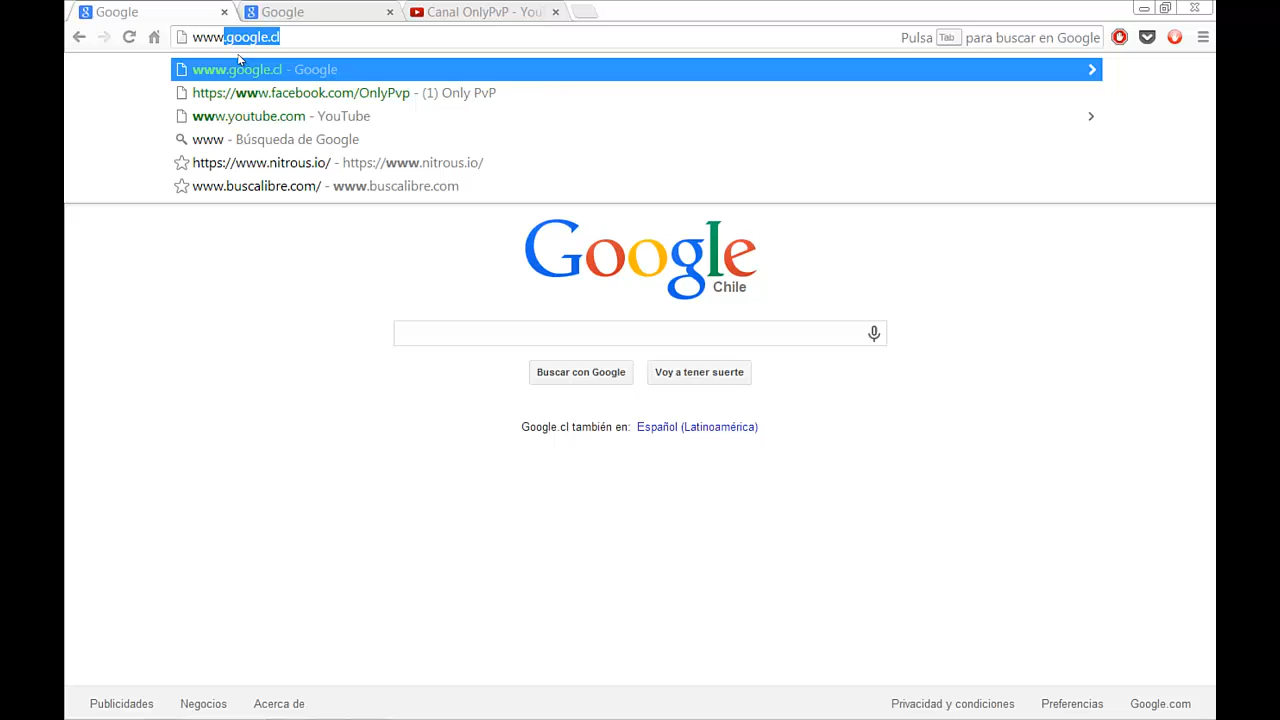 Google
Google
Canal OnlyPvP - You
www.google.cl
Pulsa Tab para buscar en Google
www.google.cl - Google
https://www.facebook.com/OnlyPvp - (1) Only PvP
www.youtube.com - YouTube
www - Búsqueda de Google
https://www.nitrous.io/ - https://www.nitrous.io/
www.buscalibre.com/ - www.buscalibre.com
Google
Chile
Buscar con Google
Voy a tener suerte
Google.cl también en: Español (Latinoamérica)
Publicidades Negocios Acerca de Privacidad y condiciones Preferencias Google.com